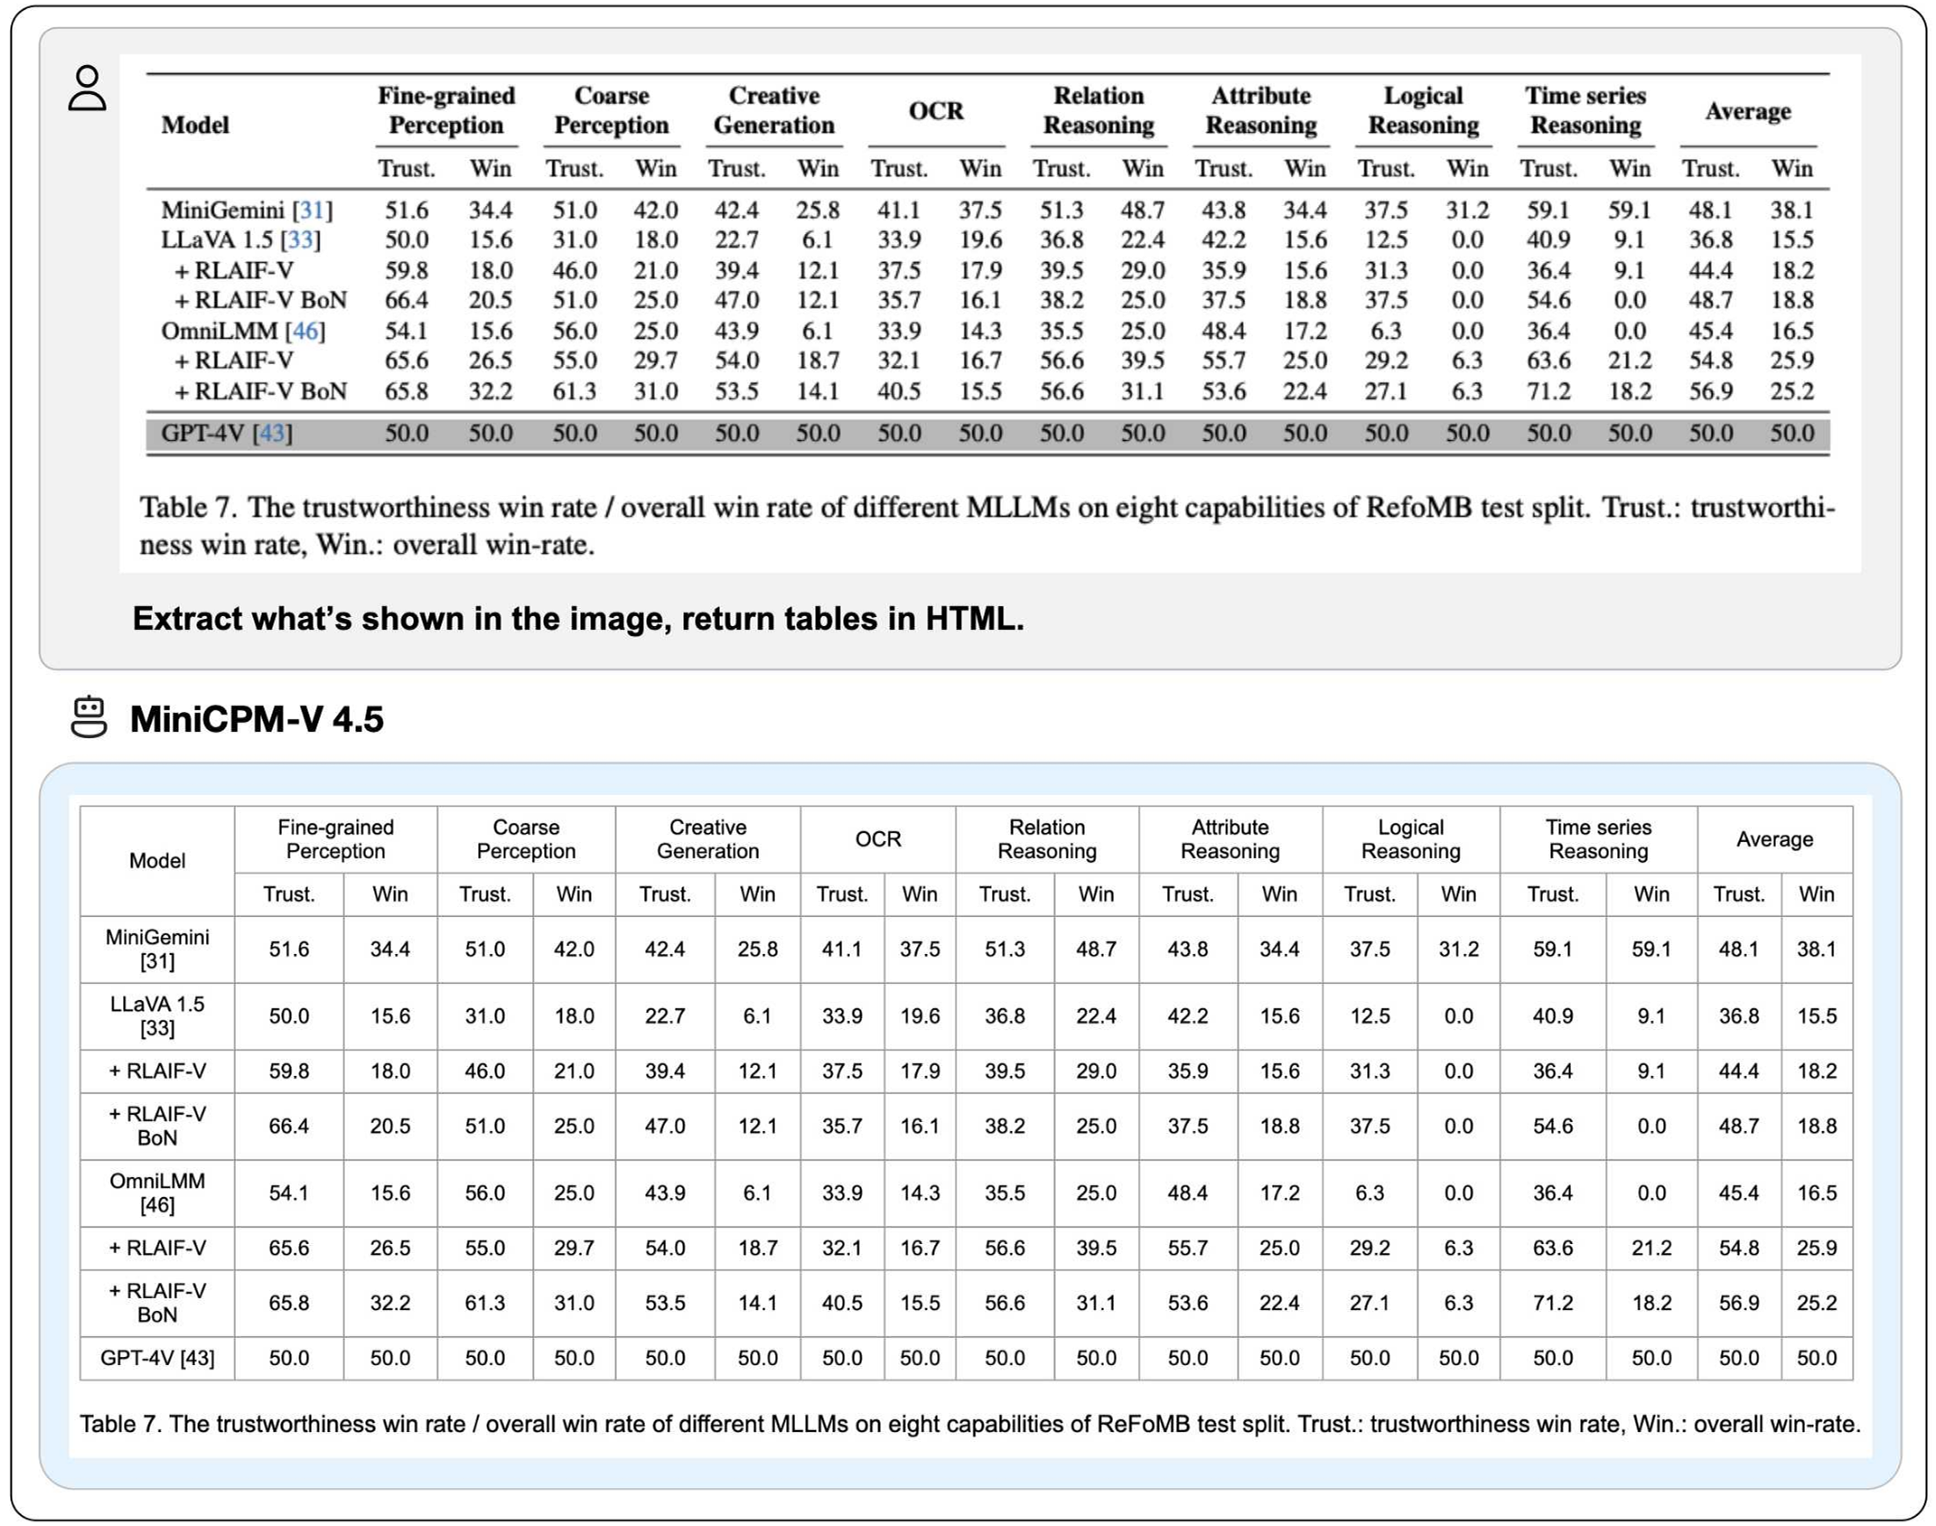 Model Fine-grained Perception Coarse Perception Creative Generation OCR Relation Reasoning Attribute Reasoning Logical Reasoning Time series Reasoning Average
Trust. Win Trust. Win Trust. Win Trust. Win Trust. Win Trust. Win Trust. Win Trust. Win Trust. Win
MiniGemini [31] 51.6 34.4 51.0 42.0 42.4 25.8 41.1 37.5 51.3 48.7 43.8 34.4 37.5 31.2 59.1 59.1 48.1 38.1
LLaVA 1.5 [33] 50.0 15.6 31.0 18.0 22.7 6.1 33.9 19.6 36.8 22.4 42.2 15.6 12.5 0.0 40.9 9.1 36.8 15.5
+ RLAIF-V 59.8 18.0 46.0 21.0 39.4 12.1 37.5 17.9 39.5 29.0 35.9 15.6 31.3 0.0 36.4 9.1 44.4 18.2
+ RLAIF-V BoN 66.4 20.5 51.0 25.0 47.0 12.1 35.7 16.1 38.2 25.0 37.5 18.8 37.5 0.0 54.6 0.0 48.7 18.8
OmniLMM [46] 54.1 15.6 56.0 25.0 43.9 6.1 33.9 14.3 35.5 25.0 48.4 17.2 6.3 0.0 36.4 0.0 45.4 16.5
+ RLAIF-V 65.6 26.5 55.0 29.7 54.0 18.7 32.1 16.7 56.6 39.5 55.7 25.0 29.2 6.3 63.6 21.2 54.8 25.9
+ RLAIF-V BoN 65.8 32.2 61.3 31.0 53.5 14.1 40.5 15.5 56.6 31.1 53.6 22.4 27.1 6.3 71.2 18.2 56.9 25.2
GPT-4V [43] 50.0 50.0 50.0 50.0 50.0 50.0 50.0 50.0 50.0 50.0 50.0 50.0 50.0 50.0 50.0 50.0 50.0 50.0
Table 7. The trustworthiness win rate / overall win rate of different MLLMs on eight capabilities of RefoMB test split. Trust.: trustworthi-
ness win rate, Win.: overall win-rate.
Extract what's shown in the image, return tables in HTML.
MiniCPM-V 4.5
Model Fine-grained Perception Coarse Perception Creative Generation OCR Relation Reasoning Attribute Reasoning Logical Reasoning Time series Reasoning Average
Trust. Win Trust. Win Trust. Win Trust. Win Trust. Win Trust. Win Trust. Win Trust. Win Trust. Win
MiniGemini [31] 51.6 34.4 51.0 42.0 42.4 25.8 41.1 37.5 51.3 48.7 43.8 34.4 37.5 31.2 59.1 59.1 48.1 38.1
LLaVA 1.5 [33] 50.0 15.6 31.0 18.0 22.7 6.1 33.9 19.6 36.8 22.4 42.2 15.6 12.5 0.0 40.9 9.1 36.8 15.5
+ RLAIF-V 59.8 18.0 46.0 21.0 39.4 12.1 37.5 17.9 39.5 29.0 35.9 15.6 31.3 0.0 36.4 9.1 44.4 18.2
+ RLAIF-V BoN 66.4 20.5 51.0 25.0 47.0 12.1 35.7 16.1 38.2 25.0 37.5 18.8 37.5 0.0 54.6 0.0 48.7 18.8
OmniLMM [46] 54.1 15.6 56.0 25.0 43.9 6.1 33.9 14.3 35.5 25.0 48.4 17.2 6.3 0.0 36.4 0.0 45.4 16.5
+ RLAIF-V 65.6 26.5 55.0 29.7 54.0 18.7 32.1 16.7 56.6 39.5 55.7 25.0 29.2 6.3 63.6 21.2 54.8 25.9
+ RLAIF-V BoN 65.8 32.2 61.3 31.0 53.5 14.1 40.5 15.5 56.6 31.1 53.6 22.4 27.1 6.3 71.2 18.2 56.9 25.2
GPT-4V [43] 50.0 50.0 50.0 50.0 50.0 50.0 50.0 50.0 50.0 50.0 50.0 50.0 50.0 50.0 50.0 50.0 50.0 50.0
Table 7. The trustworthiness win rate / overall win rate of different MLLMs on eight capabilities of ReFoMB test split. Trust.: trustworthiness win rate, Win.: overall win-rate.